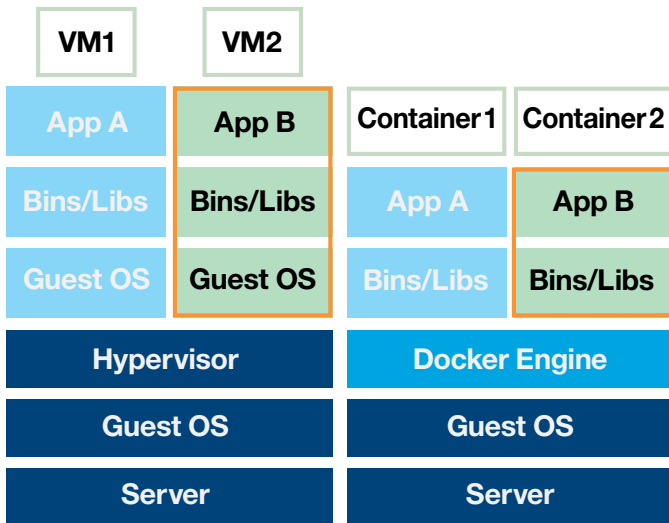 VM1 VM2
App A App B Container1 Container2
Bins/Libs Bins/Libs App A App B
Guest OS Guest OS Bins/Libs Bins/Libs
Hypervisor Docker Engine
Guest OS Guest OS
Server Server